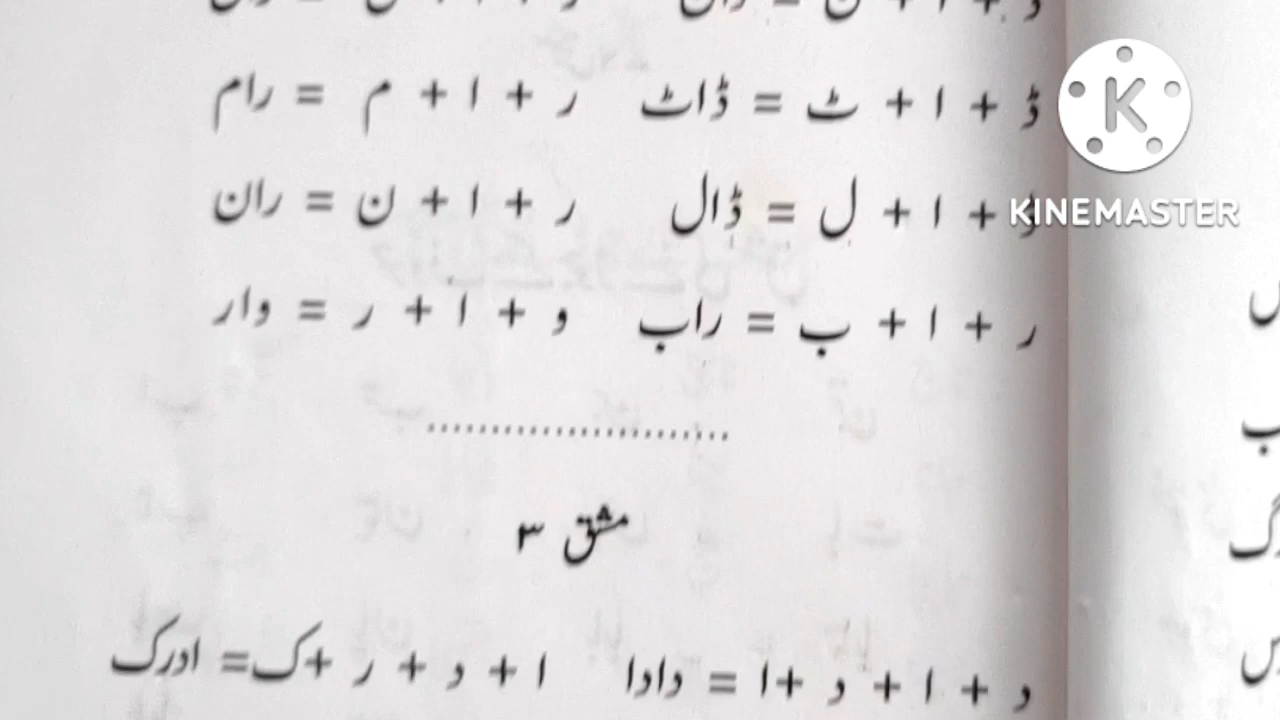 ڈ + ا + ٹ = ڈاٹ ر + ا + م = رام
ڈ + ا + ل = ڈال ر + ا + ن = ران
ر + ا + ب = راب و + ا + ر = وار
........................
مشق ۳
د + ا + د +ا = دادا ا + د + ر +ک= ادرک
KINEMASTER